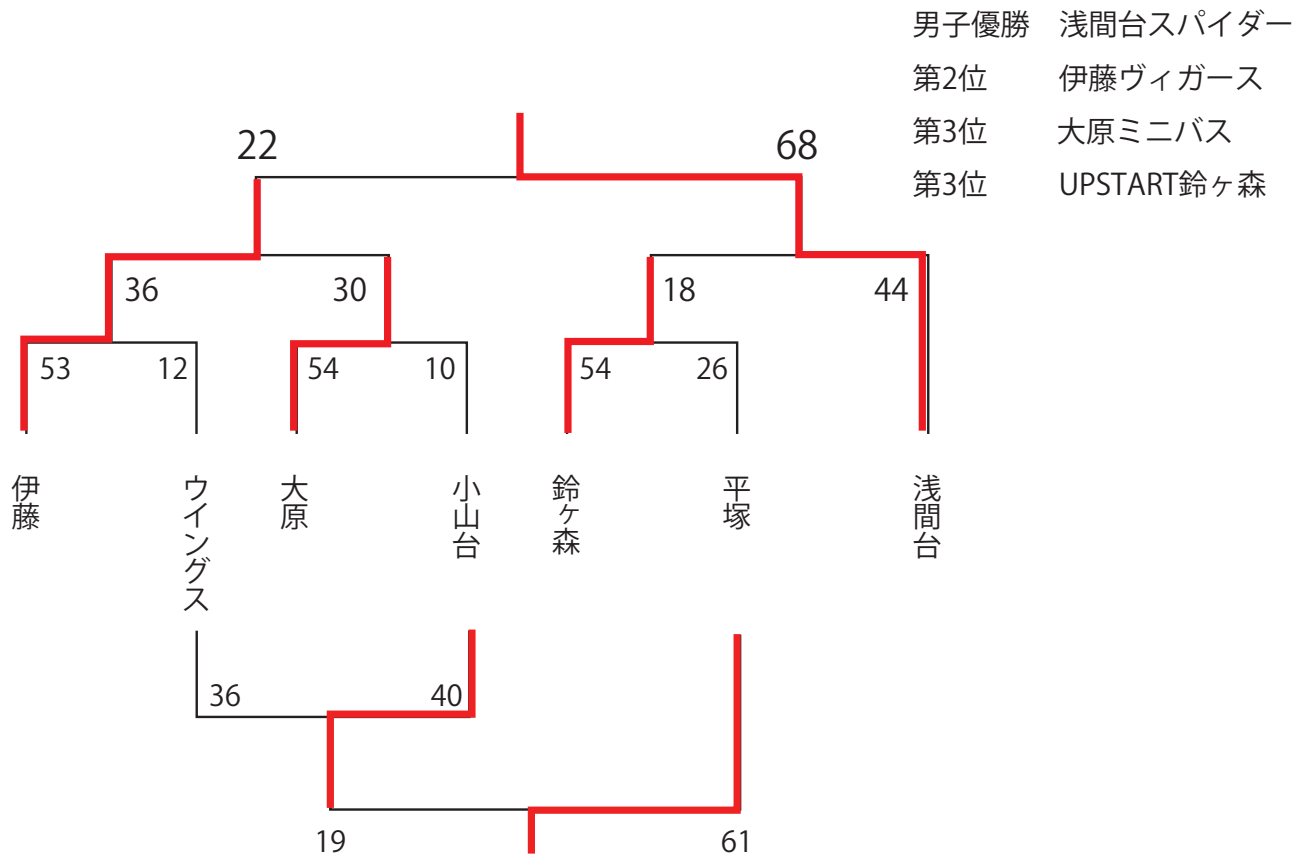 男子優勝 浅間台スパイダー
第2位 伊藤ヴィガース
第3位 大原ミニバス
第3位 UPSTART鈴ヶ森
22 68
36 30 18 44
53 12 54 10 54 26
伊藤
ウイングス
大原
小山台
鈴ヶ森
平塚
浅間台
36 40
19 61